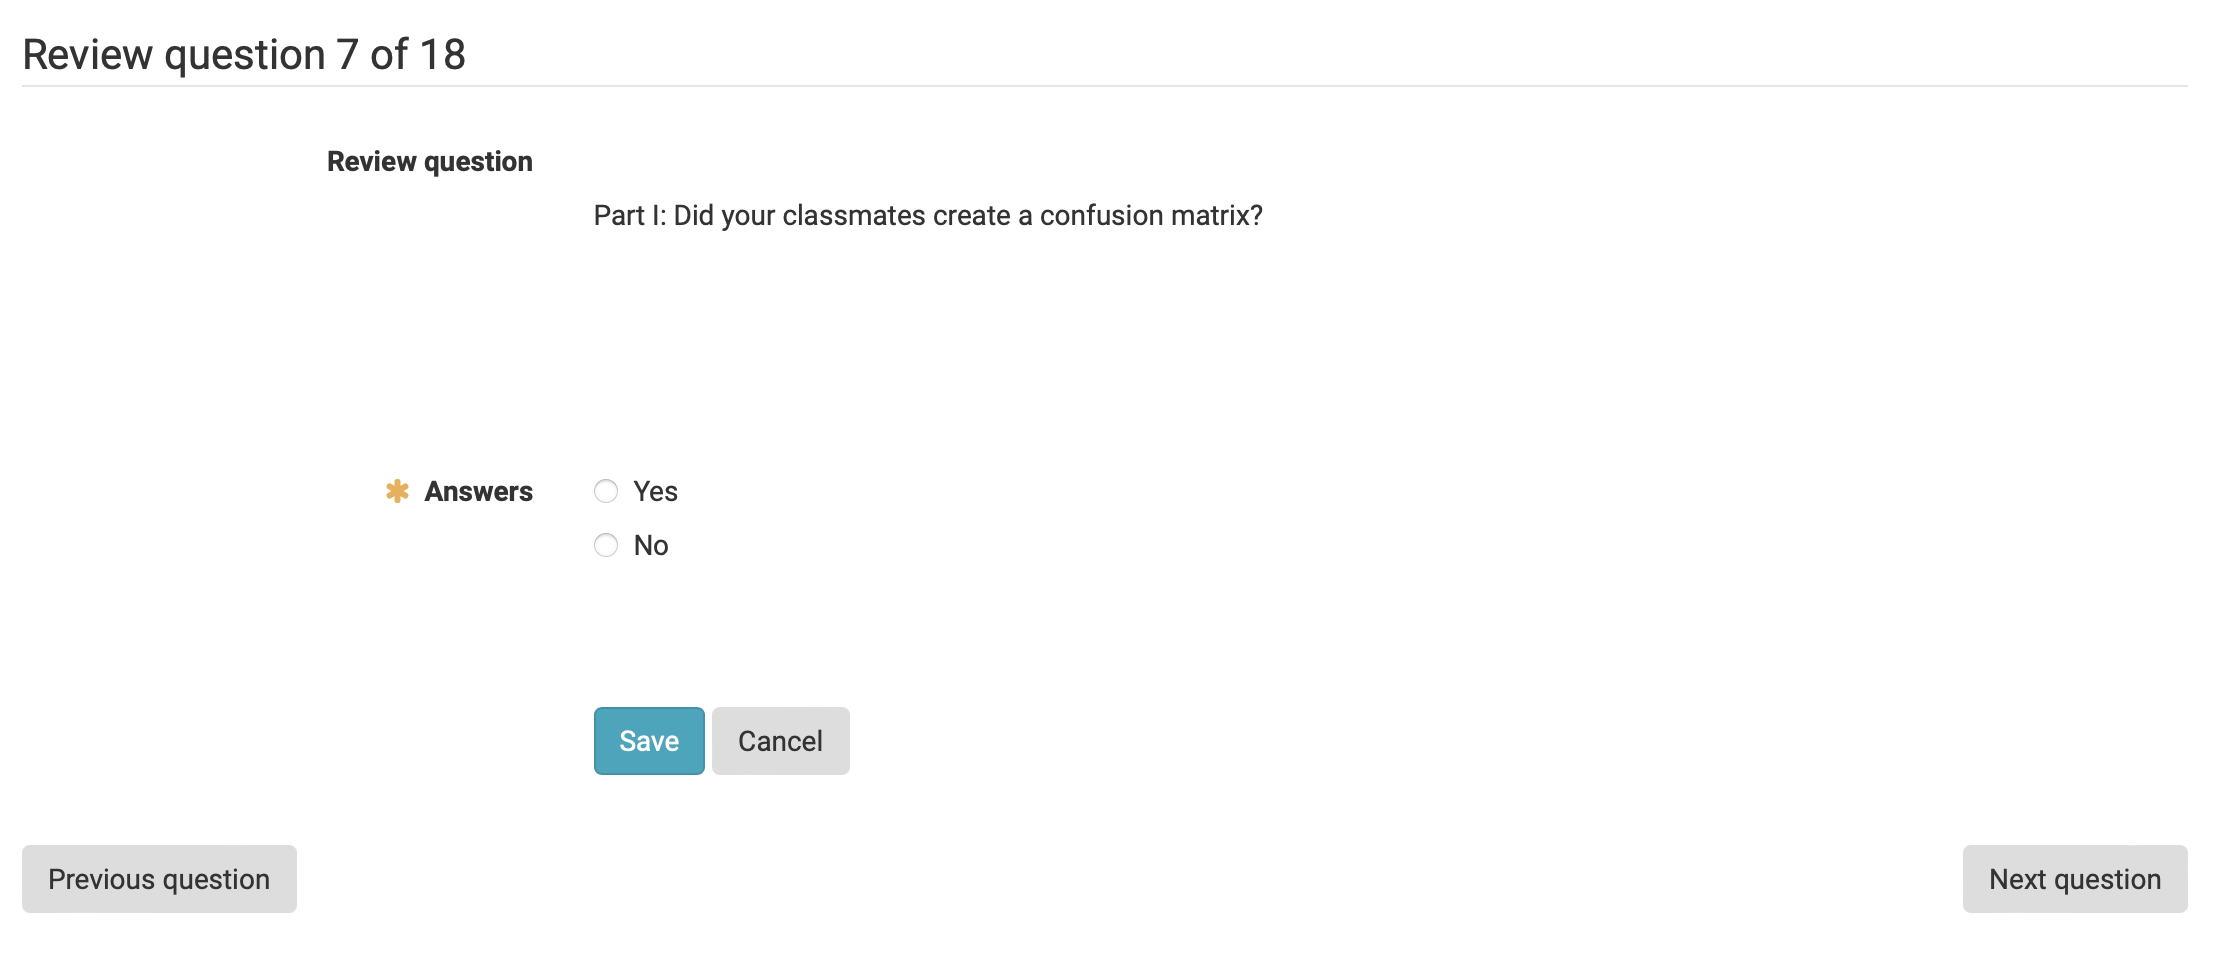 Review question 7 of 18
Review question
Part I: Did your classmates create a confusion matrix?
✱ Answers
Yes
No
Save
Cancel
Previous question
Next question